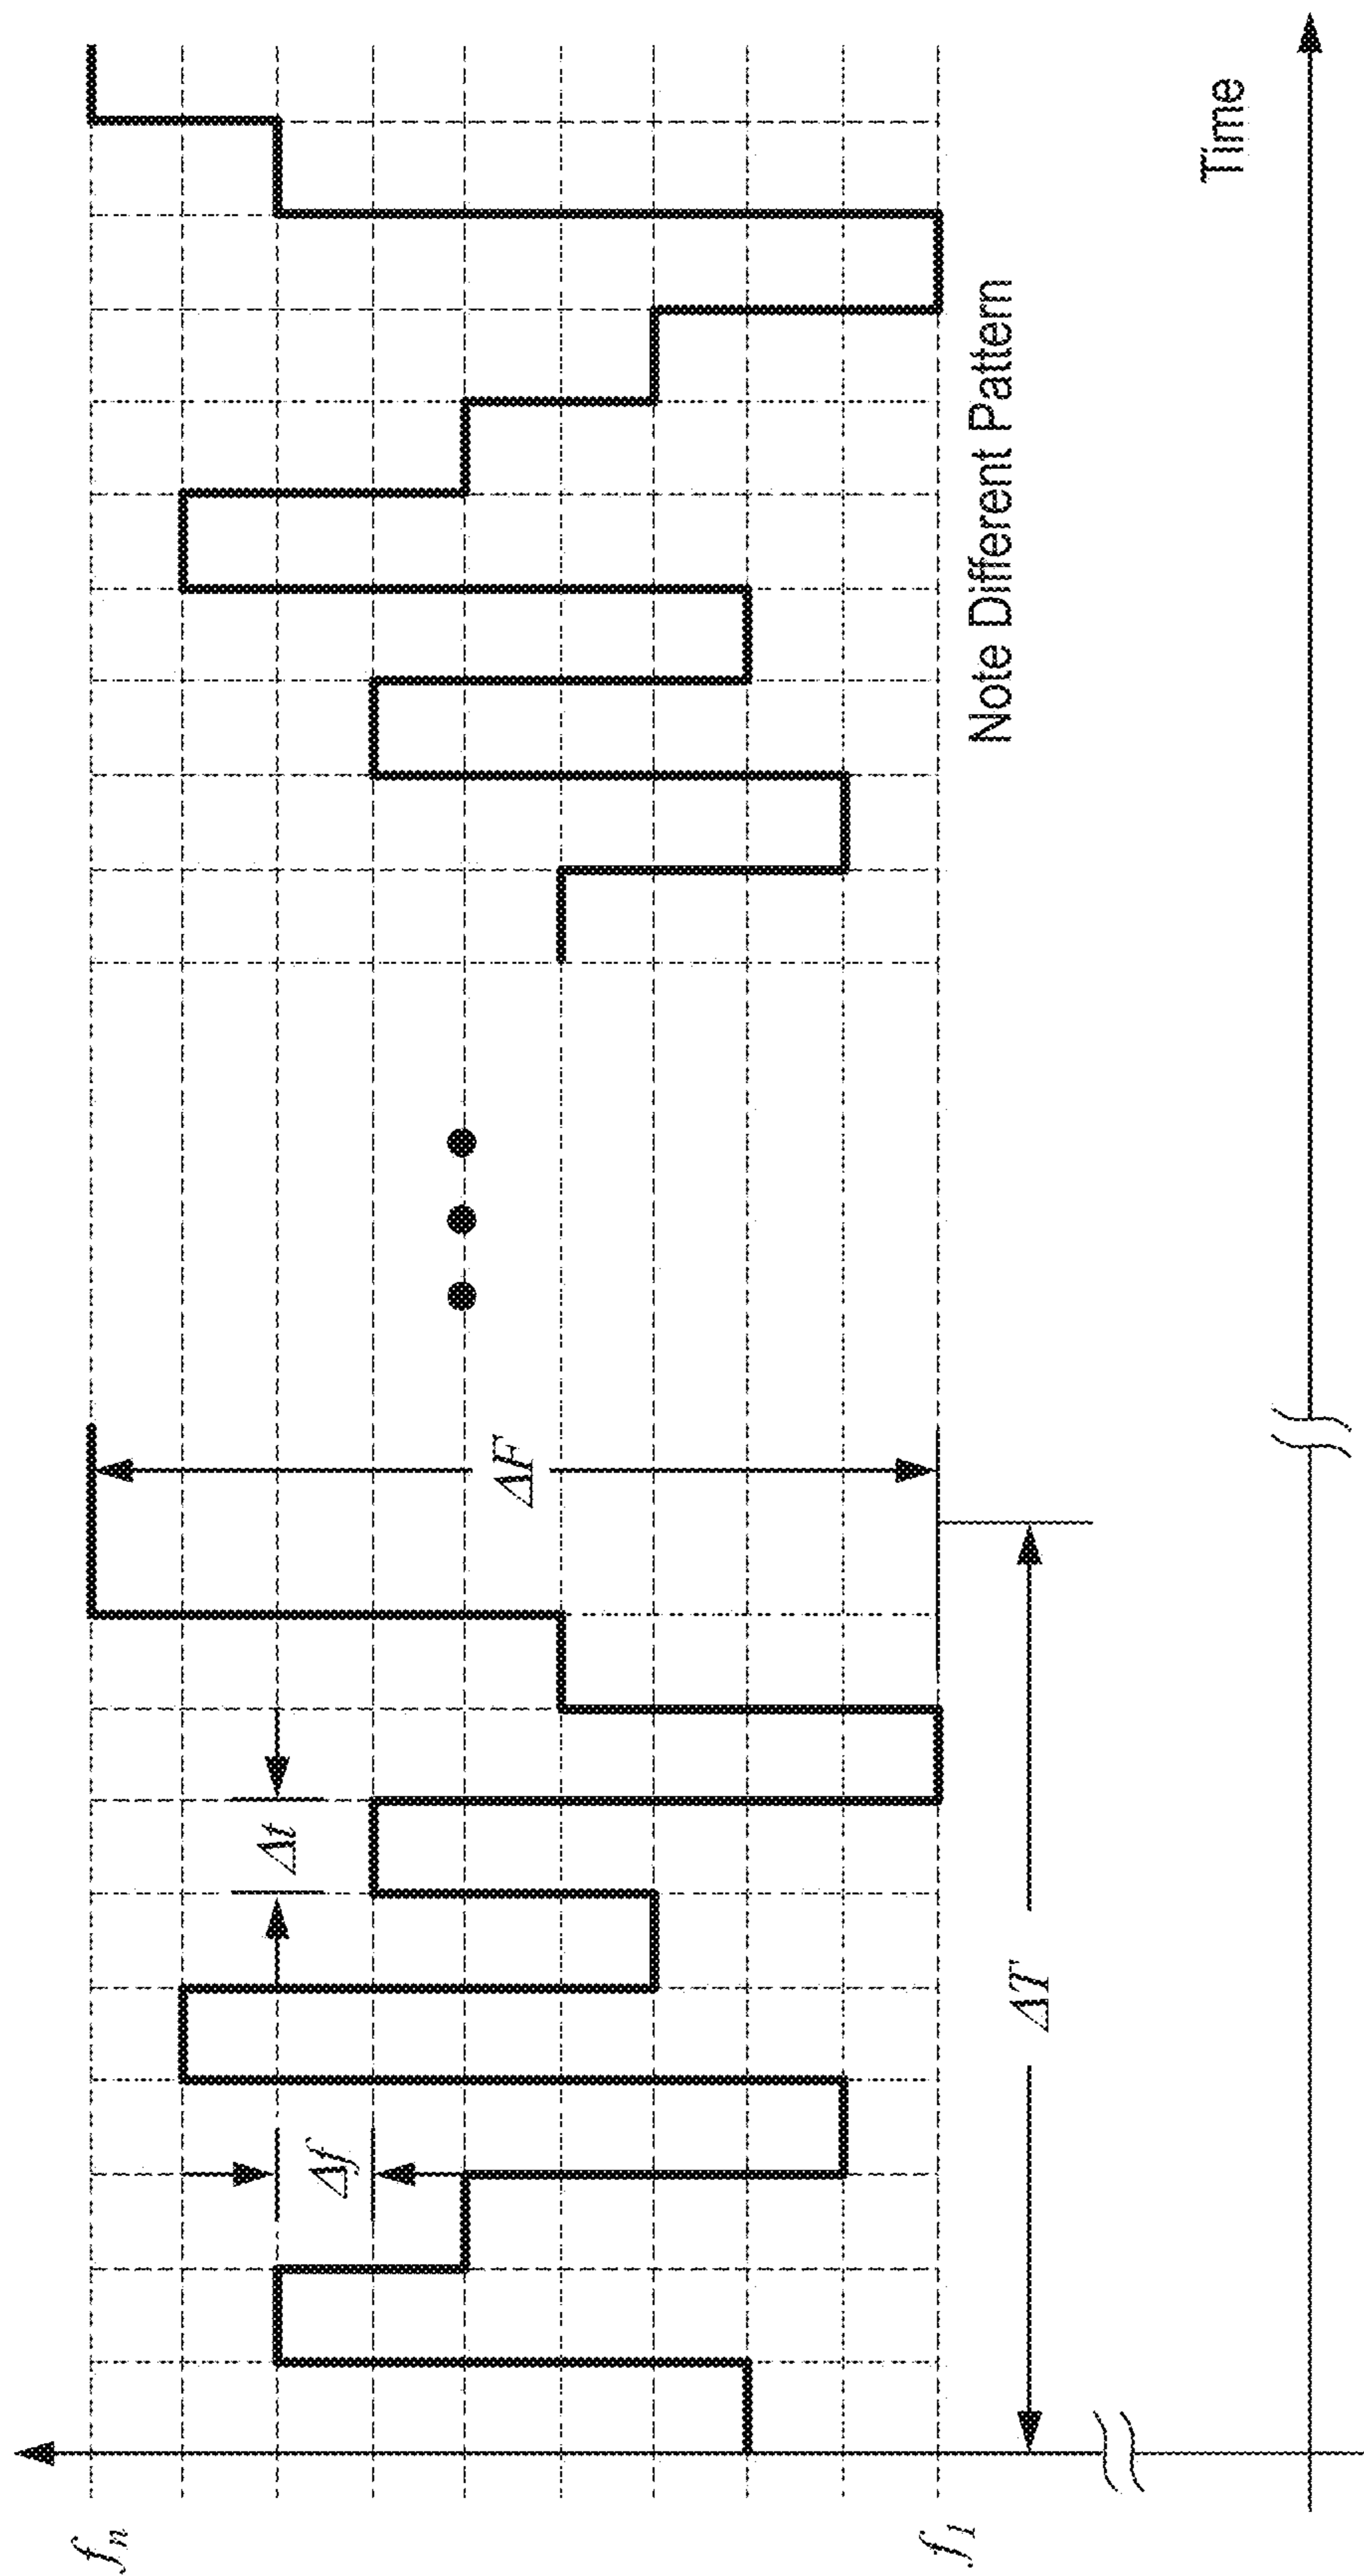 fn
f1
Δf
Δt
ΔF
ΔT
Note Different Pattern
Time